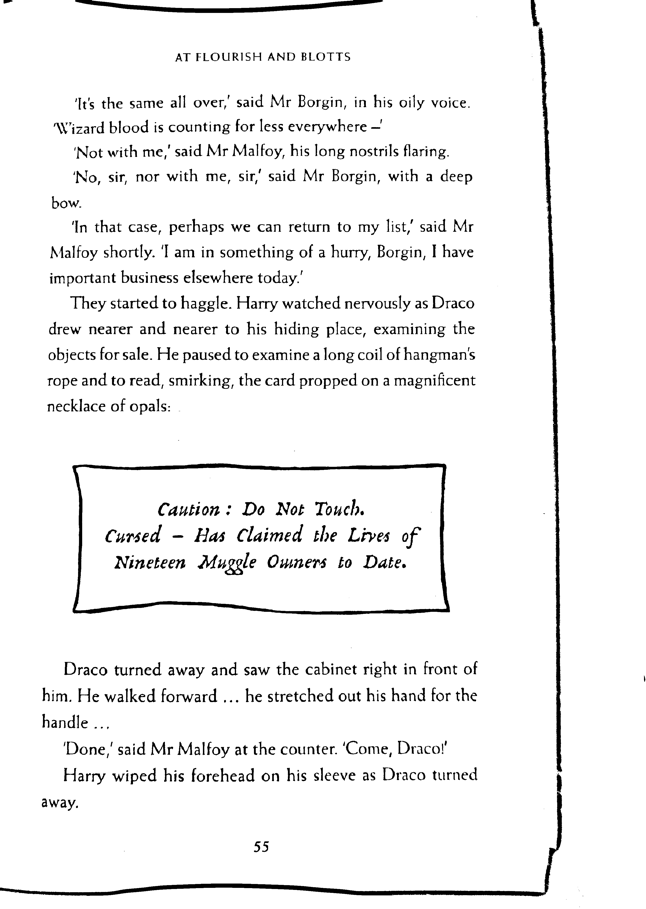 AT FLOURISH AND BLOTTS
'It's the same all over,' said Mr Borgin, in his oily voice.
'Wizard blood is counting for less everywhere –'
'Not with me,' said Mr Malfoy, his long nostrils flaring.
'No, sir, nor with me, sir,' said Mr Borgin, with a deep
bow.
'In that case, perhaps we can return to my list,' said Mr
Malfoy shortly. 'I am in something of a hurry, Borgin, I have
important business elsewhere today.'
They started to haggle. Harry watched nervously as Draco
drew nearer and nearer to his hiding place, examining the
objects for sale. He paused to examine a long coil of hangman's
rope and to read, smirking, the card propped on a magnificent
necklace of opals:
Caution : Do Not Touch.
Cursed – Has Claimed the Lives of
Nineteen Muggle Owners to Date.
Draco turned away and saw the cabinet right in front of
him. He walked forward ... he stretched out his hand for the
handle ...
'Done,' said Mr Malfoy at the counter. 'Come, Draco!'
Harry wiped his forehead on his sleeve as Draco turned
away.
55